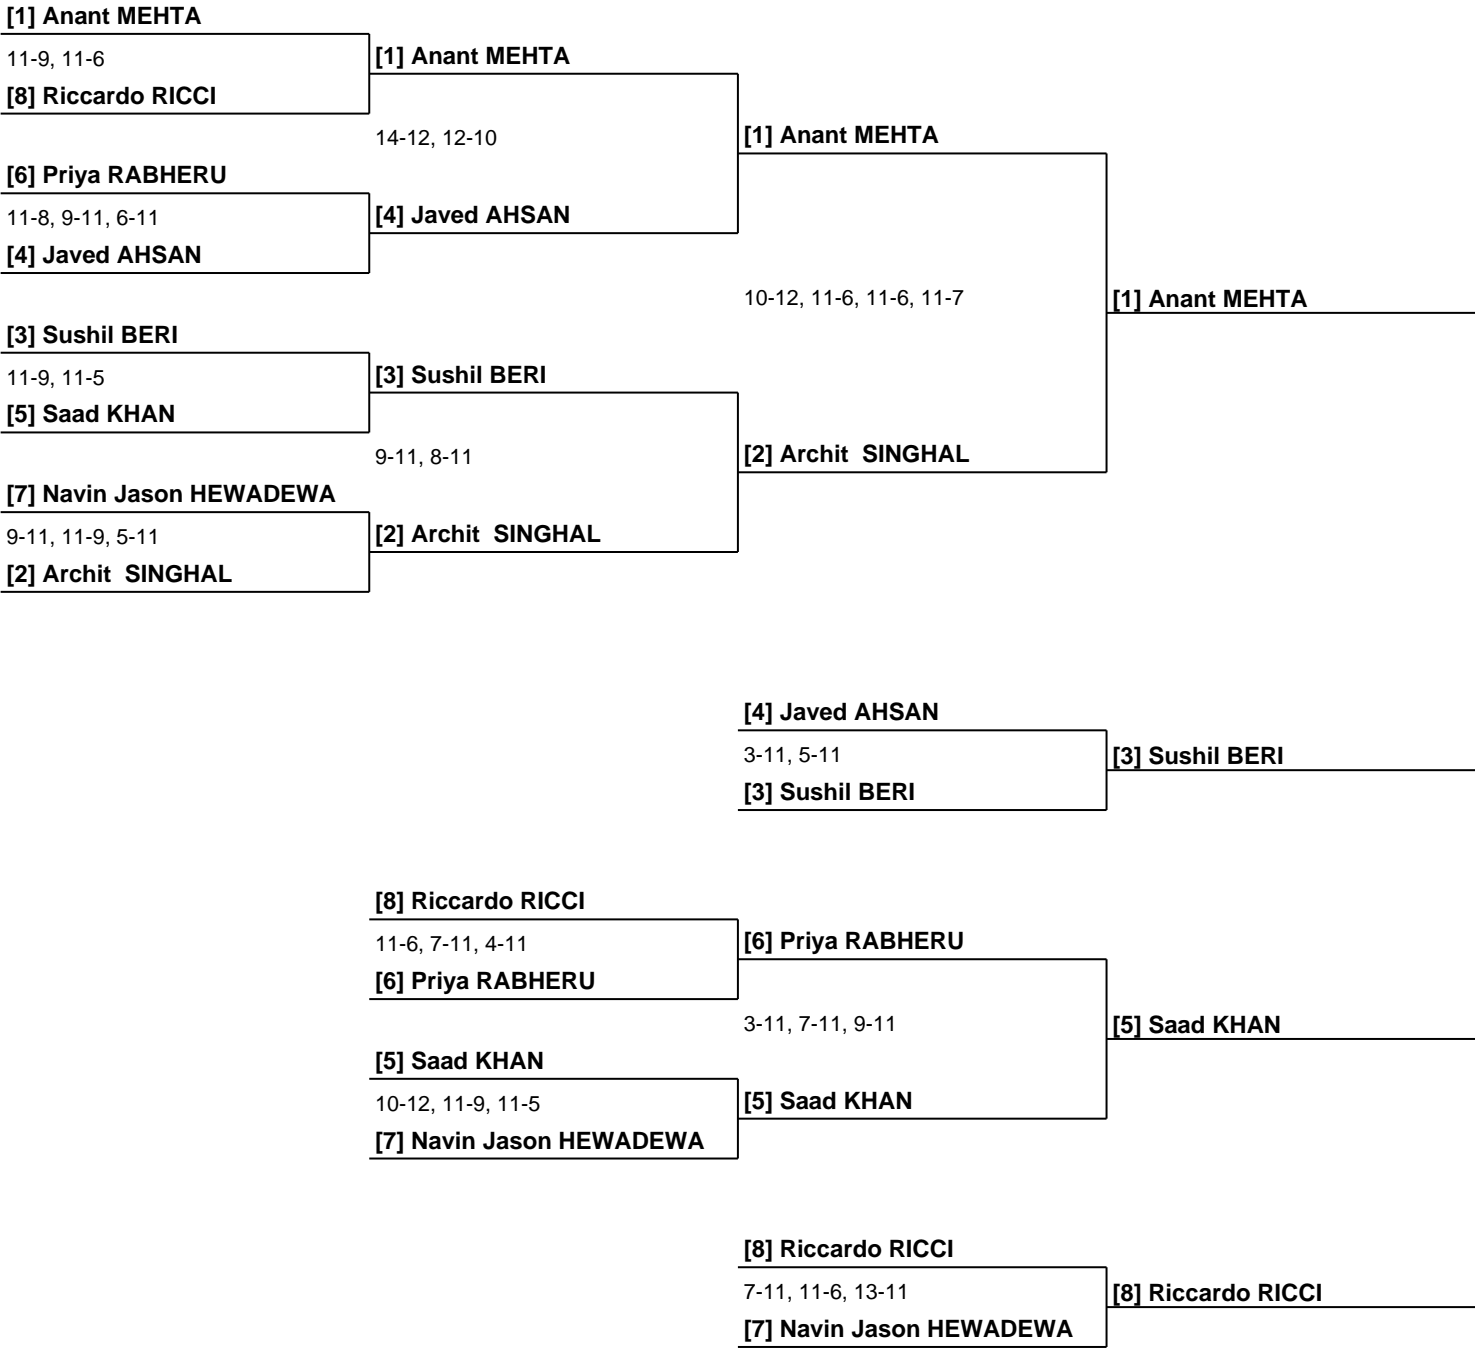 [1] Anant MEHTA
11-9, 11-6
[1] Anant MEHTA
[8] Riccardo RICCI
14-12, 12-10
[1] Anant MEHTA
[6] Priya RABHERU
11-8, 9-11, 6-11
[4] Javed AHSAN
[4] Javed AHSAN
10-12, 11-6, 11-6, 11-7
[1] Anant MEHTA
[3] Sushil BERI
11-9, 11-5
[3] Sushil BERI
[5] Saad KHAN
9-11, 8-11
[2] Archit  SINGHAL
[7] Navin Jason HEWADEWA
9-11, 11-9, 5-11
[2] Archit  SINGHAL
[2] Archit  SINGHAL
[4] Javed AHSAN
3-11, 5-11
[3] Sushil BERI
[3] Sushil BERI
[8] Riccardo RICCI
11-6, 7-11, 4-11
[6] Priya RABHERU
[6] Priya RABHERU
3-11, 7-11, 9-11
[5] Saad KHAN
[5] Saad KHAN
10-12, 11-9, 11-5
[5] Saad KHAN
[7] Navin Jason HEWADEWA
[8] Riccardo RICCI
7-11, 11-6, 13-11
[8] Riccardo RICCI
[7] Navin Jason HEWADEWA